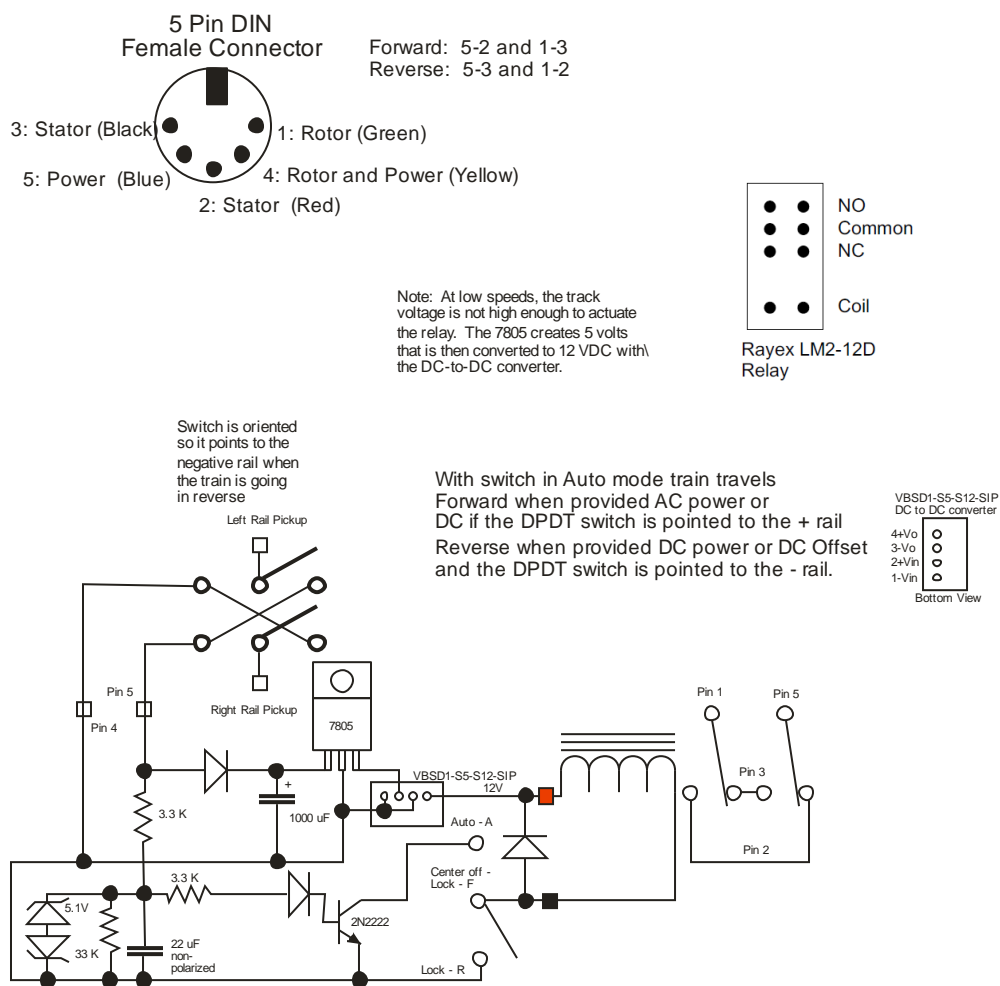 5 Pin DIN
Female Connector
Forward: 5-2 and 1-3
Reverse: 5-3 and 1-2
3: Stator (Black)
1: Rotor (Green)
5: Power (Blue)
4: Rotor and Power (Yellow)
2: Stator (Red)
NO
Common
NC
Coil
Rayex LM2-12D
Relay
Note: At low speeds, the track
voltage is not high enough to actuate
the relay. The 7805 creates 5 volts
that is then converted to 12 VDC with\
the DC-to-DC converter.
Switch is oriented
so it points to the
negative rail when
the train is going
in reverse
Left Rail Pickup
With switch in Auto mode train travels
Forward when provided AC power or
DC if the DPDT switch is pointed to the + rail
Reverse when provided DC power or DC Offset
and the DPDT switch is pointed to the - rail.
VBSD1-S5-S12-SIP
DC to DC converter
4+Vo
3-Vo
2+Vin
1-Vin
Bottom View
Pin 5
Pin 4
Right Rail Pickup
7805
Pin 1
Pin 5
Pin 3
Pin 2
VBSD1-S5-S12-SIP
12V
3.3 K
+
1000 uF
Auto - A
Center off -
Lock - F
3.3 K
5.1V
33 K
22 uF
non-
polarized
2N2222
Lock - R